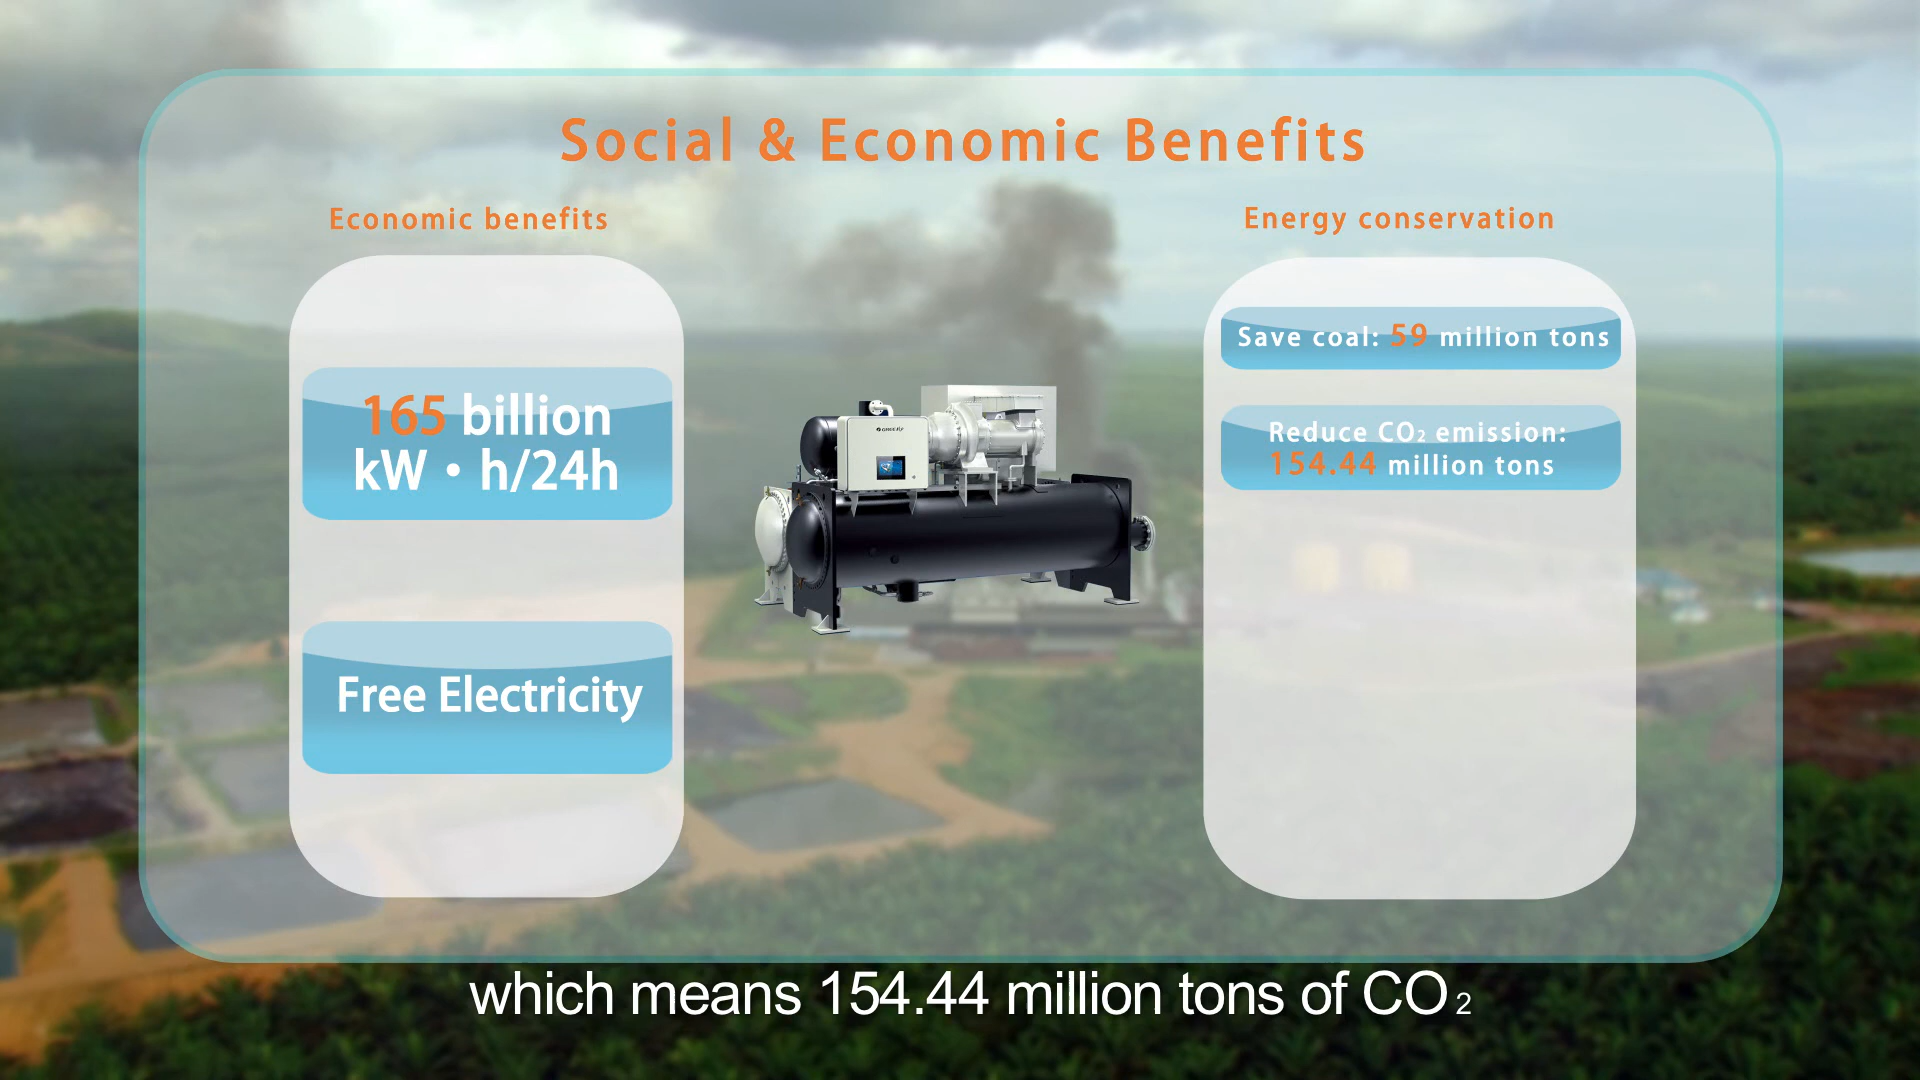 Social & Economic Benefits
Economic benefits
165 billion
kW・h/24h
Free Electricity
Energy conservation
Save coal: 59 million tons
Reduce CO₂ emission:
154.44 million tons
which means 154.44 million tons of CO₂